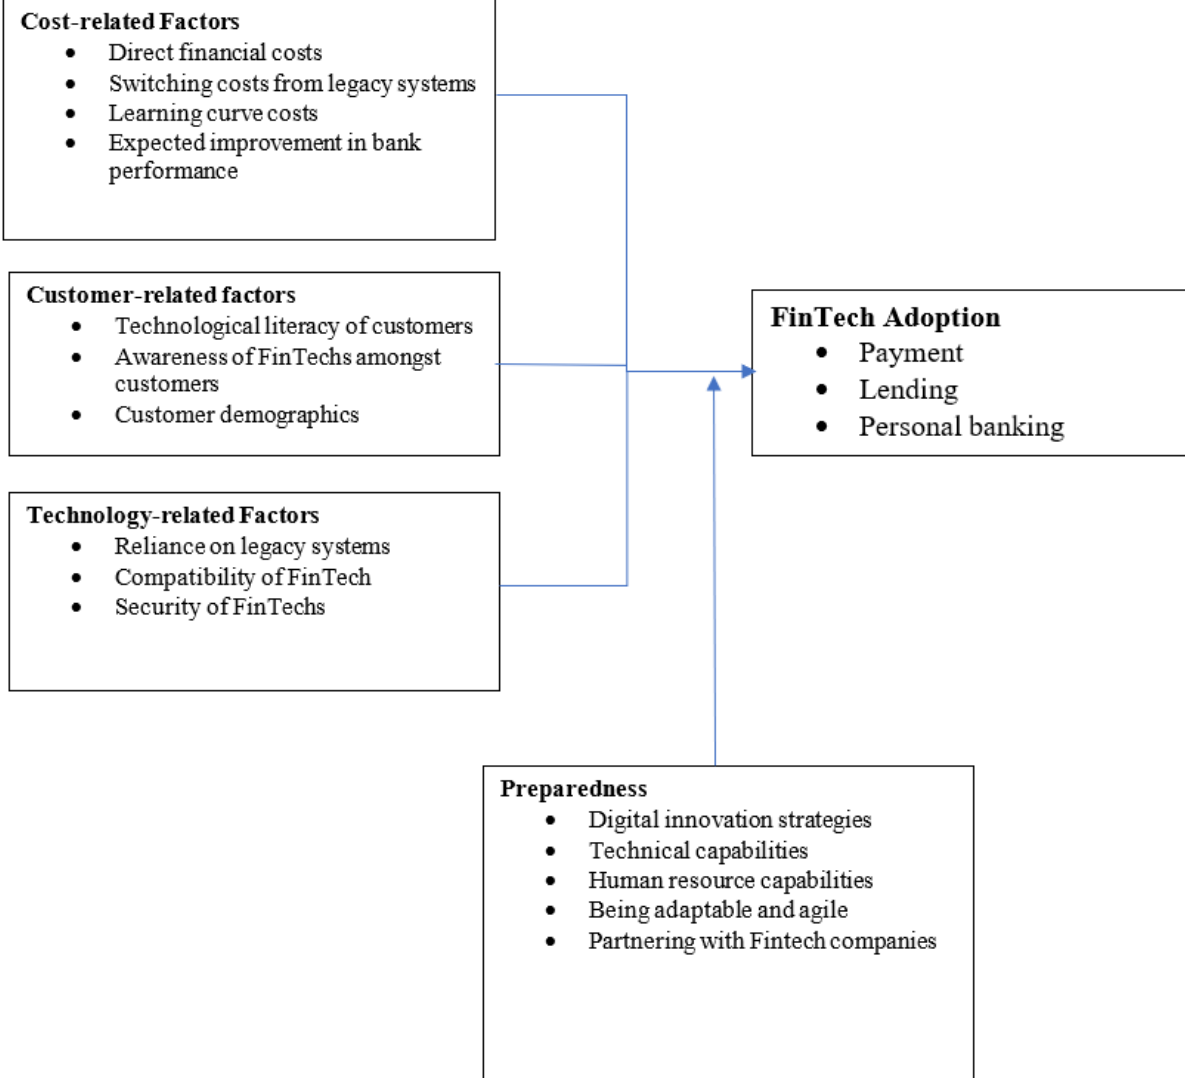 Cost-related Factors
• Direct financial costs
• Switching costs from legacy systems
• Learning curve costs
• Expected improvement in bank
performance
Customer-related factors
• Technological literacy of customers
• Awareness of FinTechs amongst
customers
• Customer demographics
Technology-related Factors
• Reliance on legacy systems
• Compatibility of FinTech
• Security of FinTechs
FinTech Adoption
• Payment
• Lending
• Personal banking
Preparedness
• Digital innovation strategies
• Technical capabilities
• Human resource capabilities
• Being adaptable and agile
• Partnering with Fintech companies